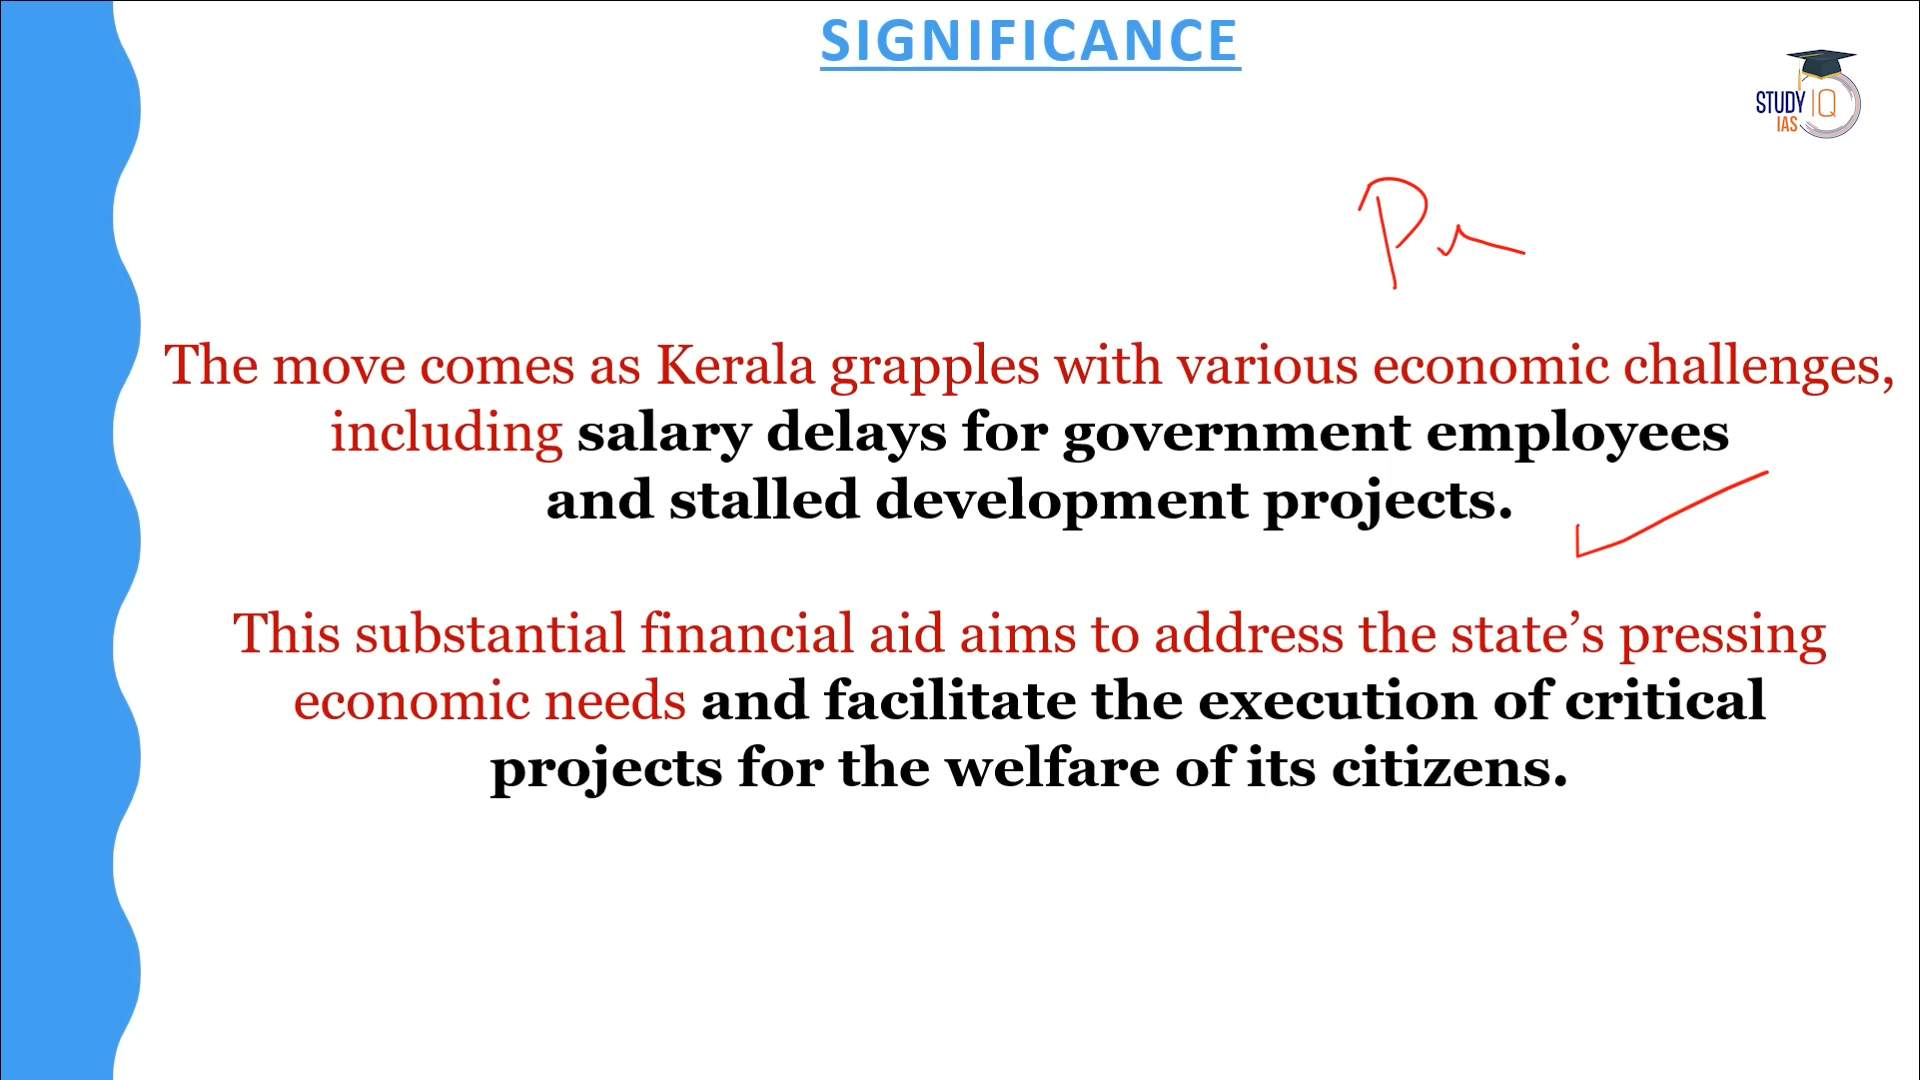 SIGNIFICANCE
STUDY IQ
IAS
The move comes as Kerala grapples with various economic challenges,
including salary delays for government employees
and stalled development projects.
This substantial financial aid aims to address the state’s pressing
economic needs and facilitate the execution of critical
projects for the welfare of its citizens.